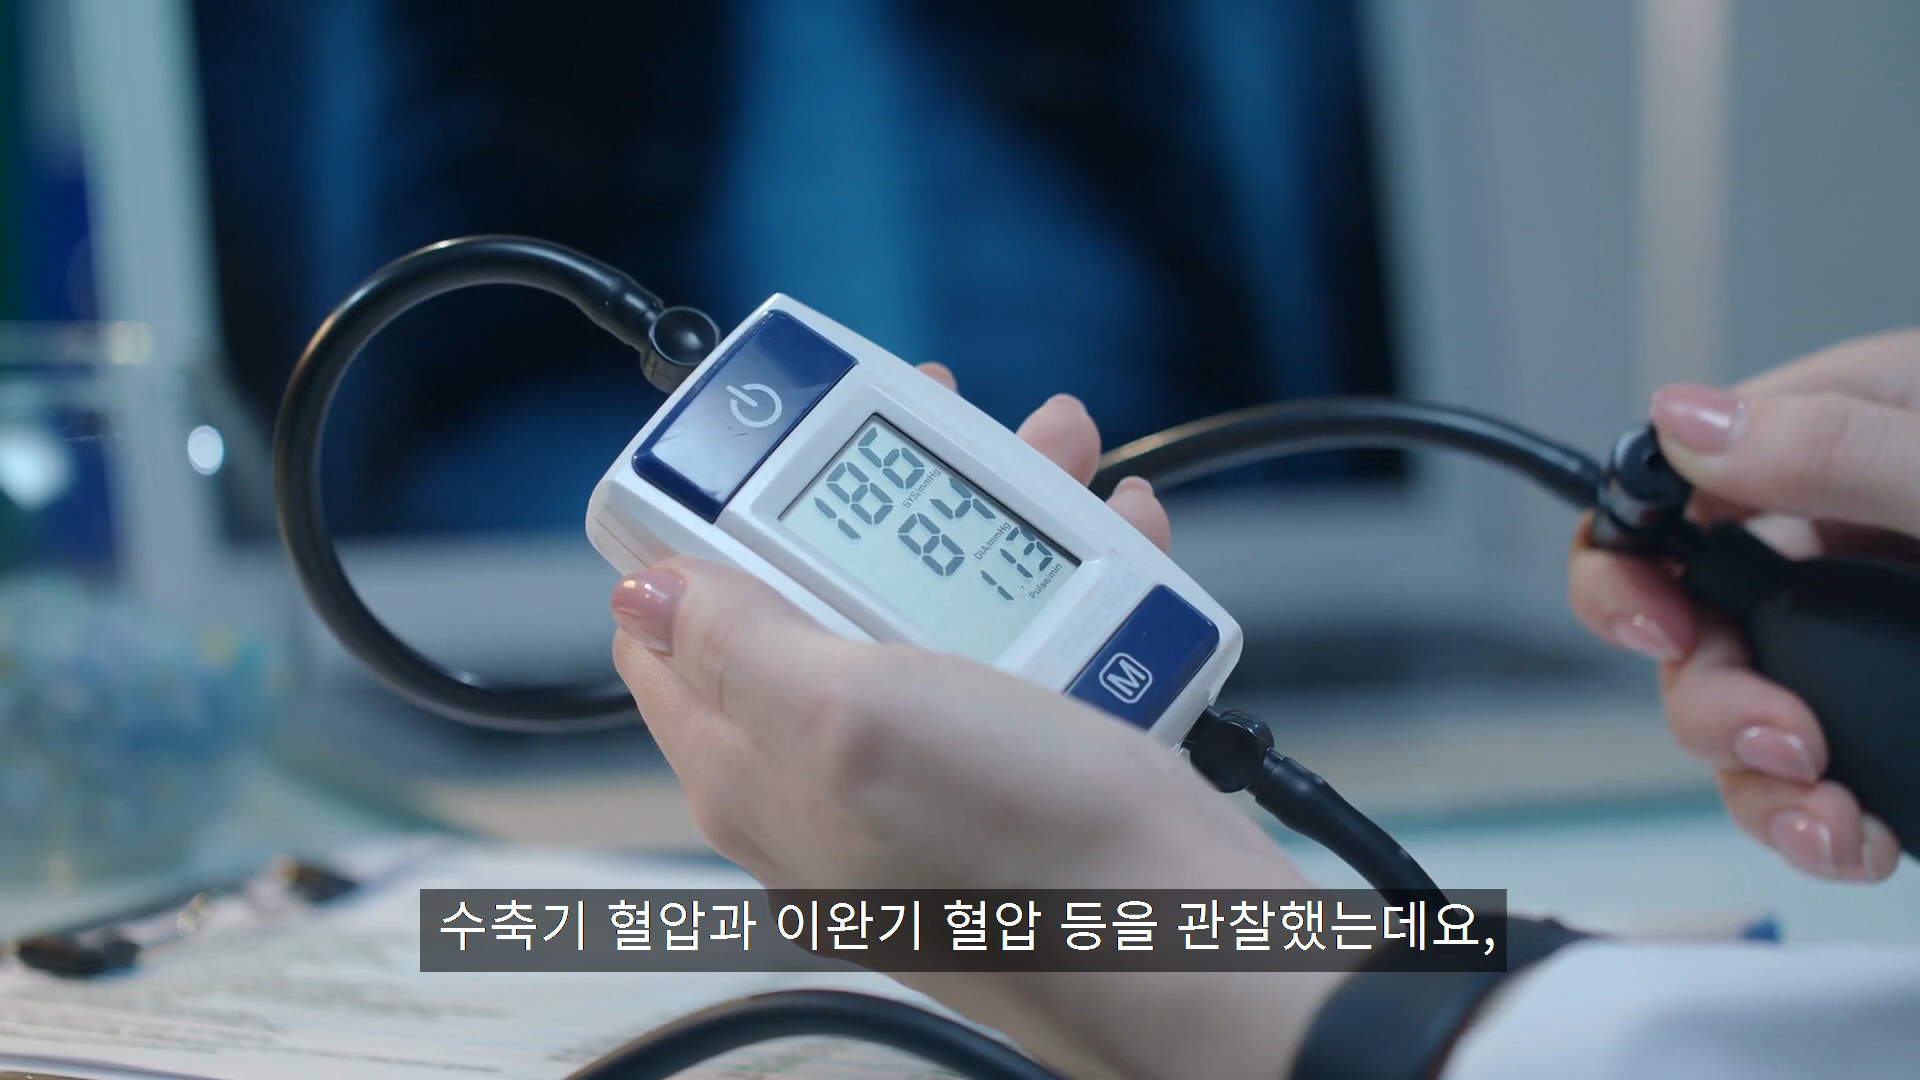 186
SYS/mmHg
84
DIA/mmHg
113
Pulse/min
M
수축기 혈압과 이완기 혈압 등을 관찰했는데요,